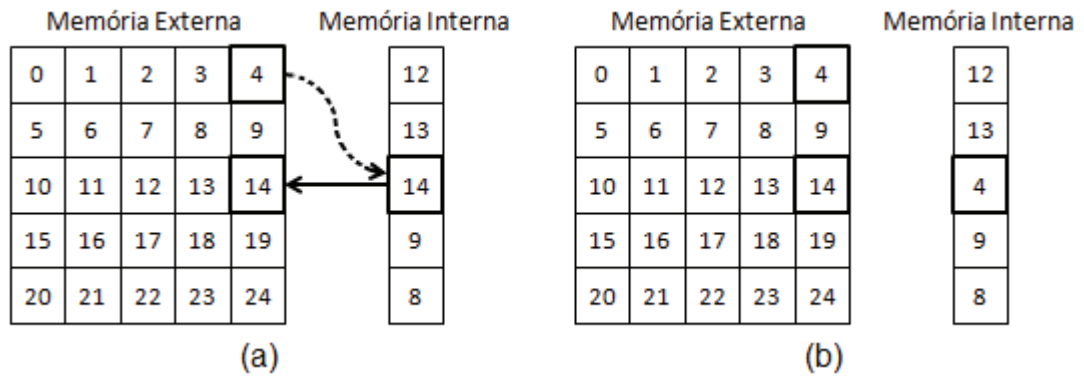 Memória Externa Memória Interna Memória Externa Memória Interna
0 1 2 3 4 12 0 1 2 3 4 12
5 6 7 8 9 13 5 6 7 8 9 13
10 11 12 13 14 14 10 11 12 13 14 4
15 16 17 18 19 9 15 16 17 18 19 9
20 21 22 23 24 8 20 21 22 23 24 8
(a) (b)